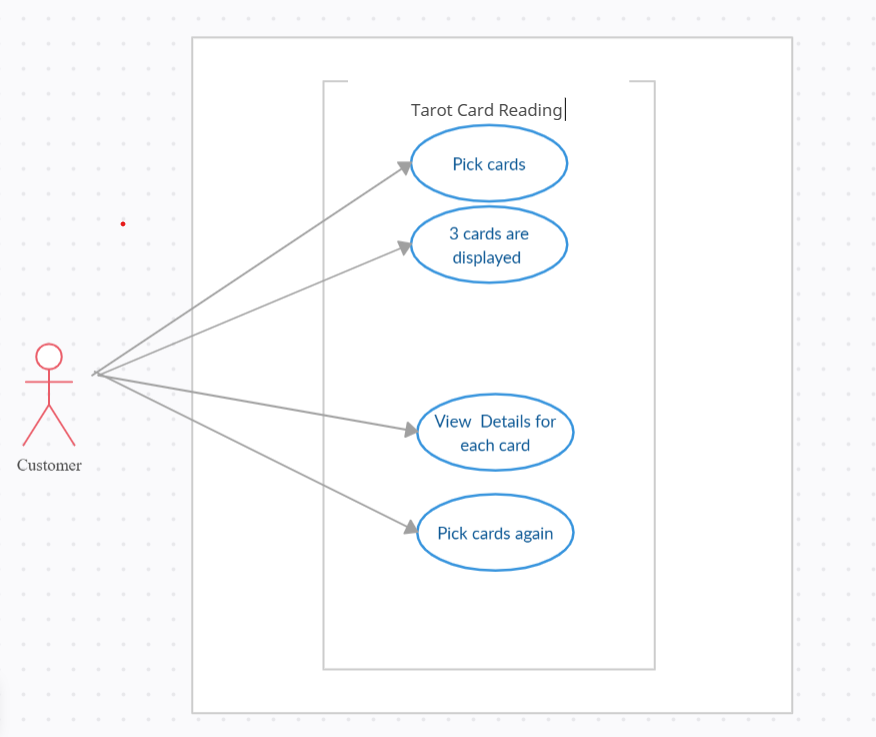 Tarot Card Reading
Pick cards
3 cards are
displayed
View Details for
each card
Pick cards again
Customer